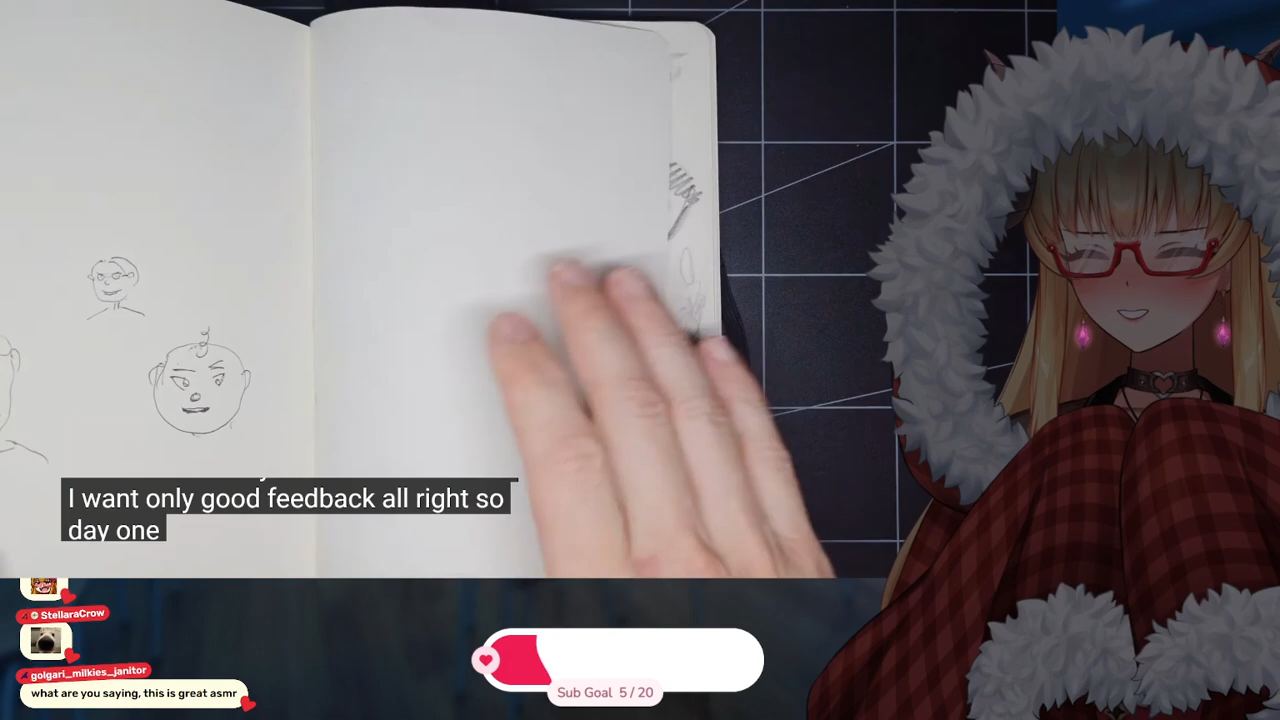 I want only good feedback all right so
day one
StellaraCrow
golgari_milkies_janitor
what are you saying, this is great asmr
Sub Goal 5 / 20